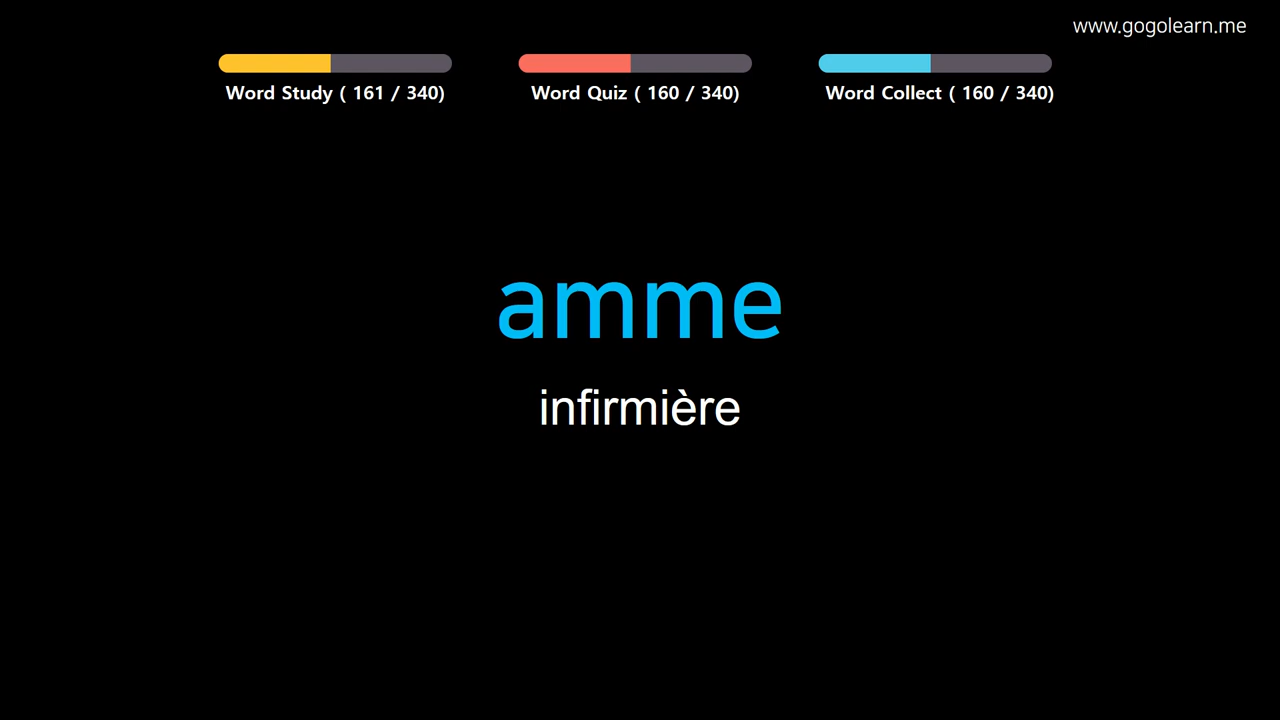 www.gogolearn.me
Word Study ( 161 / 340)
Word Quiz ( 160 / 340)
Word Collect ( 160 / 340)
amme
infirmière